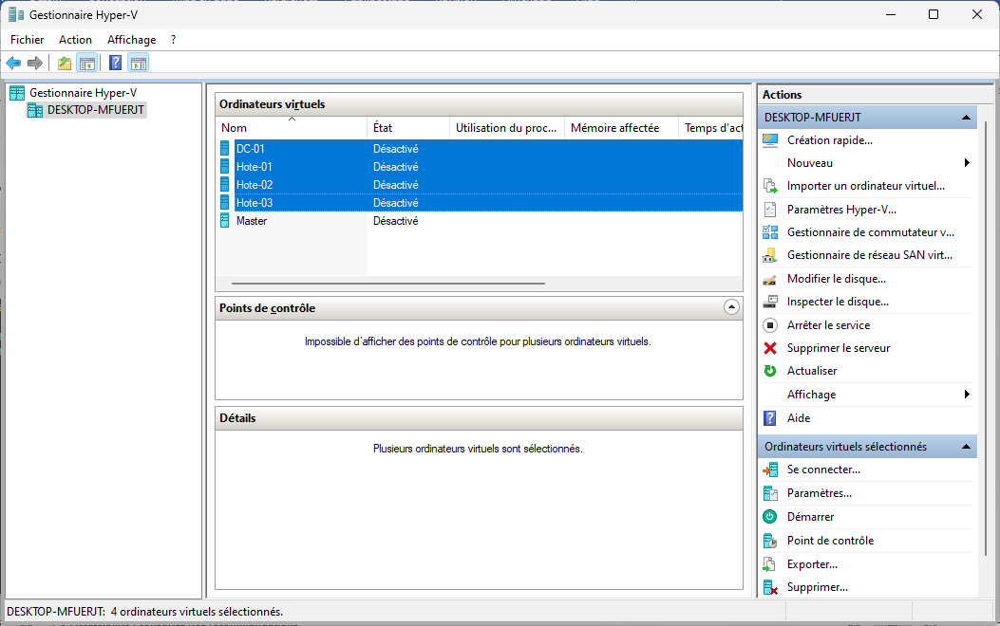 Gestionnaire Hyper-V
Fichier Action Affichage ?
Gestionnaire Hyper-V
DESKTOP-MFUERJT
Ordinateurs virtuels
Nom État Utilisation du proc... Mémoire affectée Temps d'act
DC-01 Désactivé
Hote-01 Désactivé
Hote-02 Désactivé
Hote-03 Désactivé
Master Désactivé
Points de contrôle
Impossible d'afficher des points de contrôle pour plusieurs ordinateurs virtuels.
Détails
Plusieurs ordinateurs virtuels sont sélectionnés.
Actions
DESKTOP-MFUERJT
Création rapide...
Nouveau
Importer un ordinateur virtuel...
Paramètres Hyper-V...
Gestionnaire de commutateur v...
Gestionnaire de réseau SAN virt...
Modifier le disque...
Inspecter le disque...
Arrêter le service
Supprimer le serveur
Actualiser
Affichage
Aide
Ordinateurs virtuels sélectionnés
Se connecter...
Paramètres...
Démarrer
Point de contrôle
Exporter...
Supprimer...
DESKTOP-MFUERJT: 4 ordinateurs virtuels sélectionnés.